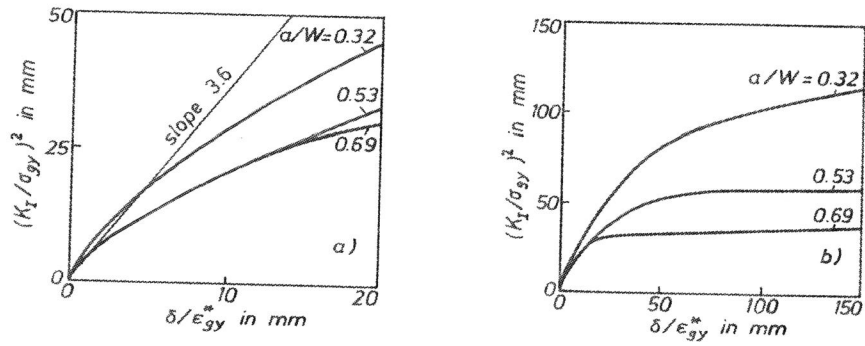 50
25
0
(K_I/σ_gy)² in mm
slope 3.6
a/W=0.32
0.53
0.69
a)
0
10
20
δ/ε*_gy in mm
150
100
50
0
(K_I/σ_gy)² in mm
a/W=0.32
0.53
0.69
b)
0
50
100
150
δ/ε*_gy in mm